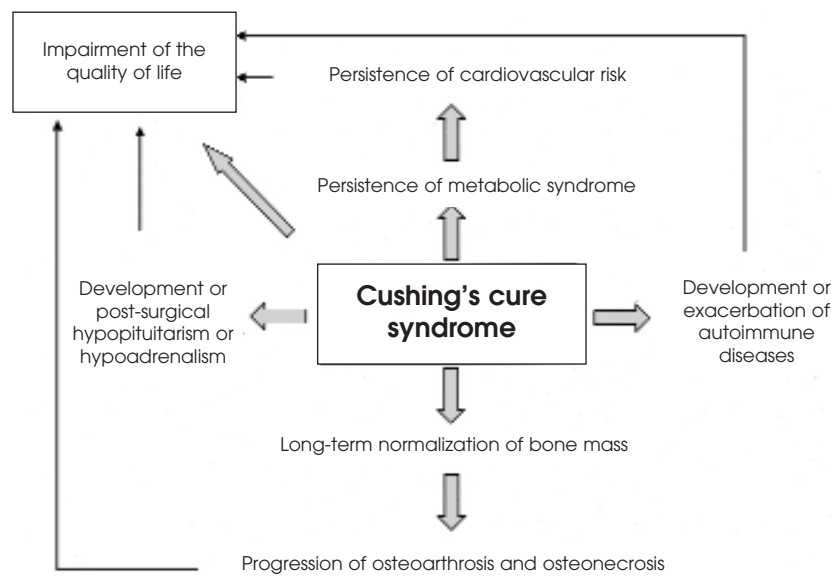 Impairment of the
quality of life
Persistence of cardiovascular risk
Persistence of metabolic syndrome
Cushing's cure
syndrome
Development or
post-surgical
hypopituitarism or
hypoadrenalism
Development or
exacerbation of
autoimmune
diseases
Long-term normalization of bone mass
Progression of osteoarthrosis and osteonecrosis